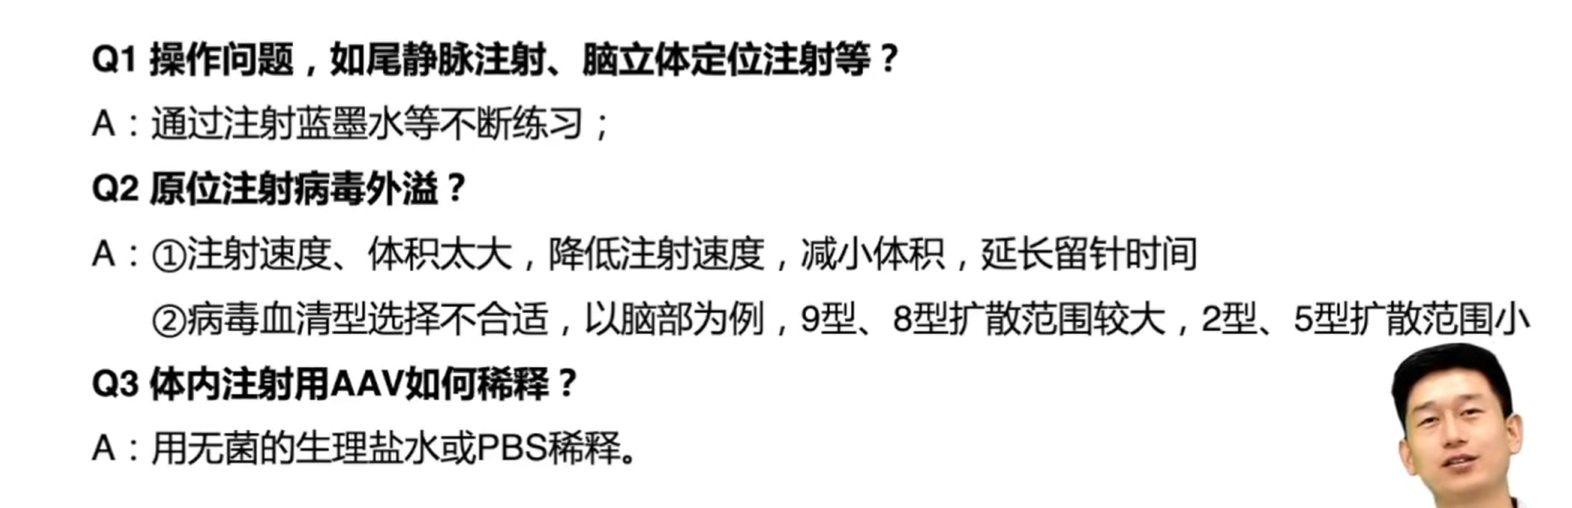 Q1 操作问题，如尾静脉注射、脑立体定位注射等？
A：通过注射蓝墨水等不断练习；
Q2 原位注射病毒外溢？
A：①注射速度、体积太大，降低注射速度，减小体积，延长留针时间
②病毒血清型选择不合适，以脑部为例，9型、8型扩散范围较大，2型、5型扩散范围小
Q3 体内注射用AAV如何稀释？
A：用无菌的生理盐水或PBS稀释。